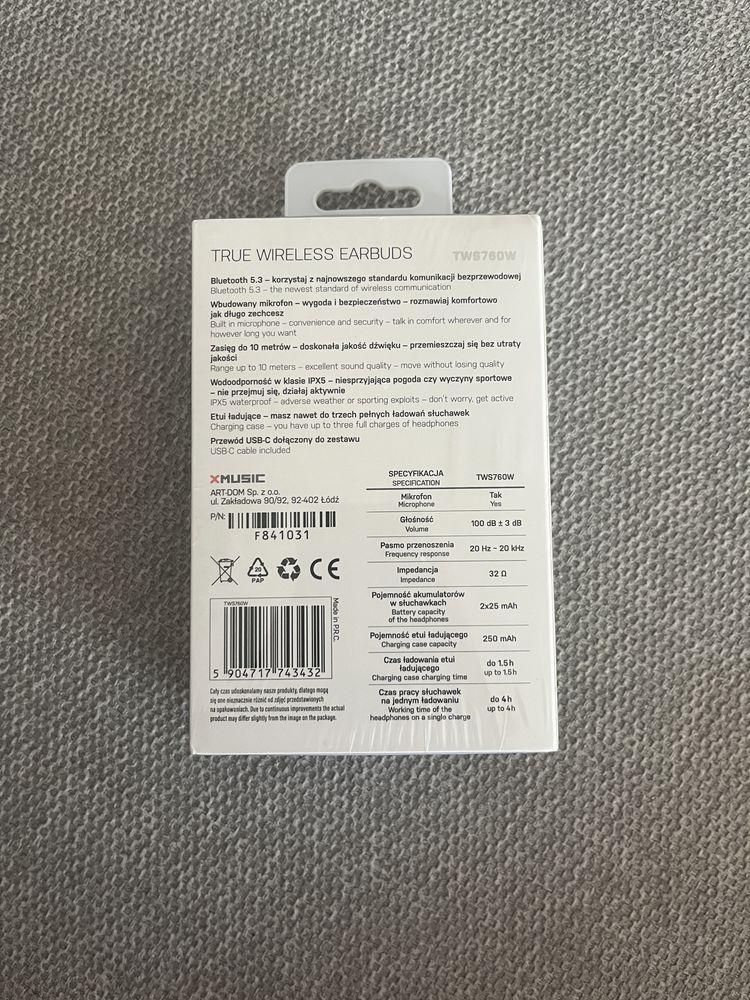 TRUE WIRELESS EARBUDS TWS760W
Bluetooth 5.3 – korzystaj z najnowszego standardu komunikacji bezprzewodowej
Bluetooth 5.3 – the newest standard of wireless communication
Wbudowany mikrofon – wygoda i bezpieczeństwo – rozmawiaj komfortowo
jak długo zechcesz
Built in microphone – convenience and security – talk in comfort wherever and for
however long you want
Zasięg do 10 metrów – doskonała jakość dźwięku – przemieszczaj się bez utraty
jakości
Range up to 10 meters – excellent sound quality – move without losing quality
Wodoodporność w klasie IPX5 – niesprzyjająca pogoda czy wyczyny sportowe
– nie przejmuj się, działaj aktywnie
IPX5 waterproof – adverse weather or sporting exploits – don't worry, get active
Etui ładujące – masz nawet do trzech pełnych ładowań słuchawek
Charging case – you have up to three full charges of headphones
Przewód USB-C dołączony do zestawu
USB-C cable included
XMUSIC
ART-DOM Sp. z o.o.
ul. Zakładowa 90/92, 92-402 Łódź
P/N:
F841031
20
PAP
CE
TWS760W
5 904717 743432
Made in P.R.C.
Cały czas udoskonalamy nasze produkty, dlatego mogą
się one nieznacznie różnić od zdjęć przedstawionych
na opakowaniach. Due to continuous improvements the actual
product may differ slightly from the image on the package.
SPECYFIKACJA
SPECIFICATION
TWS760W
Mikrofon
Microphone
Tak
Yes
Głośność
Volume
100 dB ± 3 dB
Pasmo przenoszenia
Frequency response
20 Hz ~ 20 kHz
Impedancja
Impedance
32 Ω
Pojemność akumulatorów
w słuchawkach
Battery capacity
of the headphones
2x25 mAh
Pojemność etui ładującego
Charging case capacity
250 mAh
Czas ładowania etui
ładującego
Charging case charging time
do 1.5 h
up to 1.5h
Czas pracy słuchawek
na jednym ładowaniu
Working time of the
headphones on a single charge
do 4 h
up to 4h